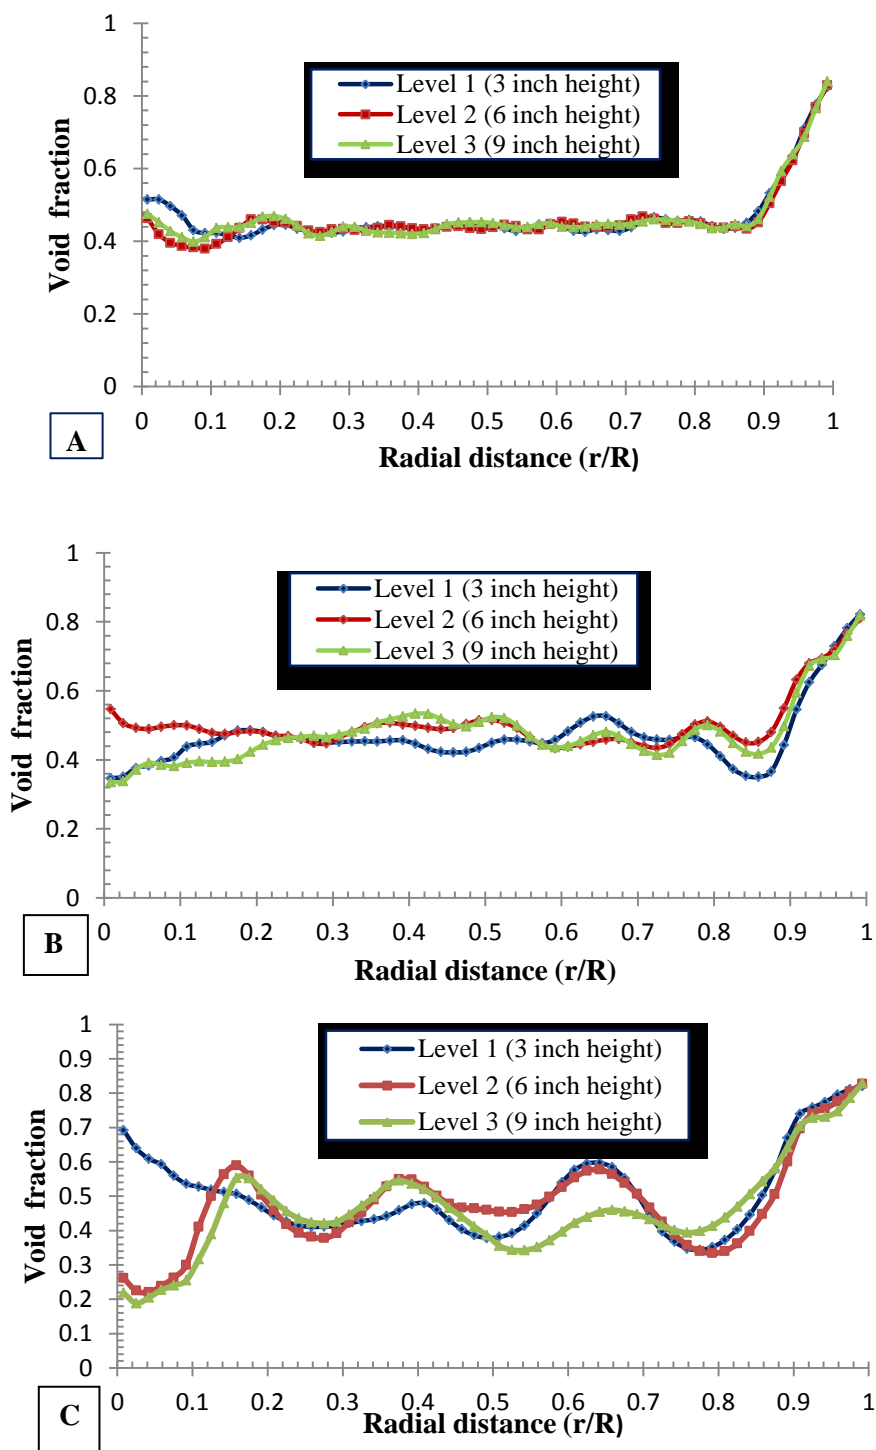 1
0.8
0.6
0.4
0.2
0
Void fraction
Level 1 (3 inch height)
Level 2 (6 inch height)
Level 3 (9 inch height)
0 0.1 0.2 0.3 0.4 0.5 0.6 0.7 0.8 0.9 1
A
Radial distance (r/R)
1
0.8
0.6
0.4
0.2
0
Void fraction
Level 1 (3 inch height)
Level 2 (6 inch height)
Level 3 (9 inch height)
0 0.1 0.2 0.3 0.4 0.5 0.6 0.7 0.8 0.9 1
B
Radial distance (r/R)
1
0.9
0.8
0.7
0.6
0.5
0.4
0.3
0.2
0.1
0
Void fraction
Level 1 (3 inch height)
Level 2 (6 inch height)
Level 3 (9 inch height)
0 0.1 0.2 0.3 0.4 0.5 0.6 0.7 0.8 0.9 1
C
Radial distance (r/R)